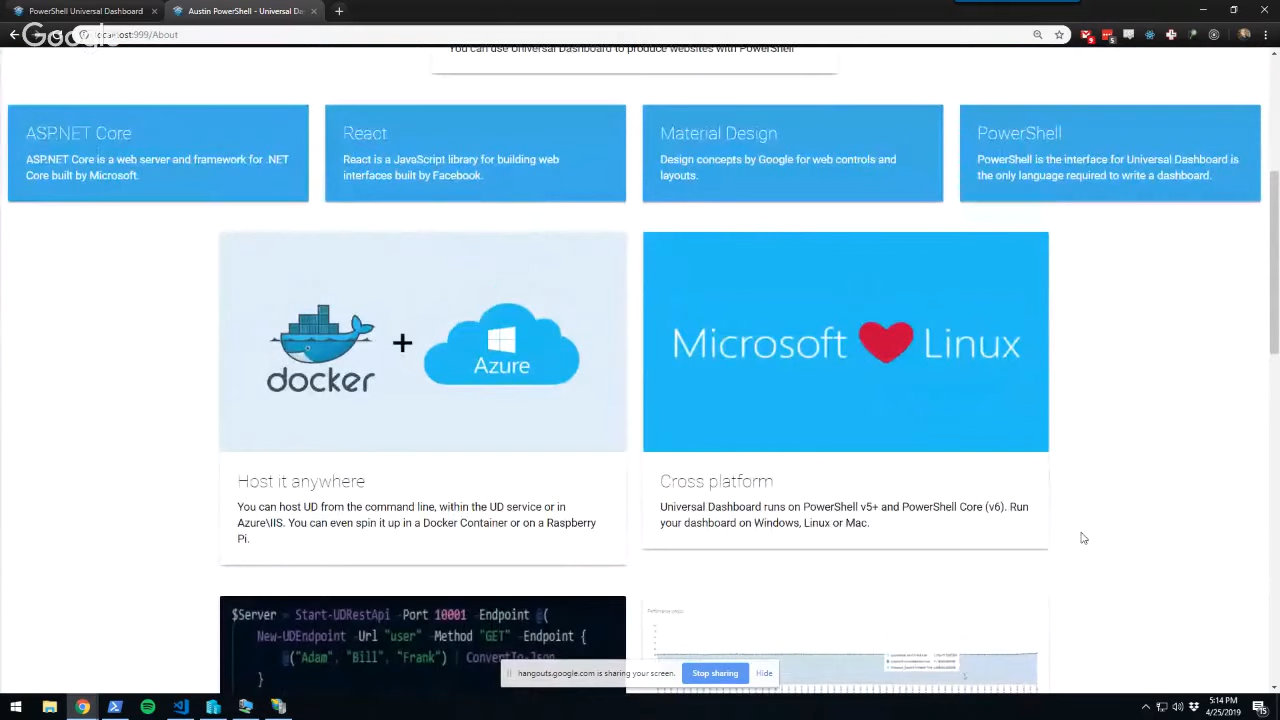 PowerShell Universal Dashboard
Austin PowerShell - Universal Da
Google
localhost:999/About
You can use Universal Dashboard to produce websites with PowerShell
ASP.NET Core
ASP.NET Core is a web server and framework for .NET
Core built by Microsoft.
React
React is a JavaScript library for building web
interfaces built by Facebook.
Material Design
Design concepts by Google for web controls and
layouts.
PowerShell
PowerShell is the interface for Universal Dashboard is
the only language required to write a dashboard.
docker
+
Azure
Microsoft
Linux
Host it anywhere
You can host UD from the command line, within the UD service or in
Azure\IIS. You can even spin it up in a Docker Container or on a Raspberry
Pi.
Cross platform
Universal Dashboard runs on PowerShell v5+ and PowerShell Core (v6). Run
your dashboard on Windows, Linux or Mac.
$Server = Start-UDRestApi -Port 10001 -Endpoint @(
New-UDEndpoint -Url "user" -Method "GET" -Endpoint {
@("Adam", "Bill", "Frank") ConvertTo-Json
hangouts.google.com is sharing your screen.
Stop sharing
Hide
5:14 PM
4/25/2019